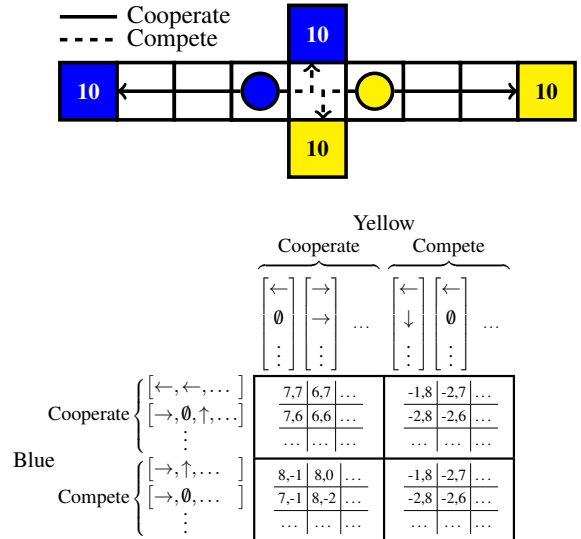 Cooperate
Compete
10
10
10
10
Yellow
Cooperate Compete
← → ← ←
∅ → ... ↓ ∅ ...
⋮ ⋮ ⋮ ⋮
Blue
Cooperate
[←,←,...]
[→,∅,↑,...]
⋮
7,7 6,7 ... -1,8 -2,7 ...
7,6 6,6 ... -2,8 -2,6 ...
... ... ... ... ... ...
Compete
[→,↑,... ]
[→,∅,... ]
⋮
8,-1 8,0 ... -1,8 -2,7 ...
7,-1 8,-2 ... -2,8 -2,6 ...
... ... ... ... ... ...